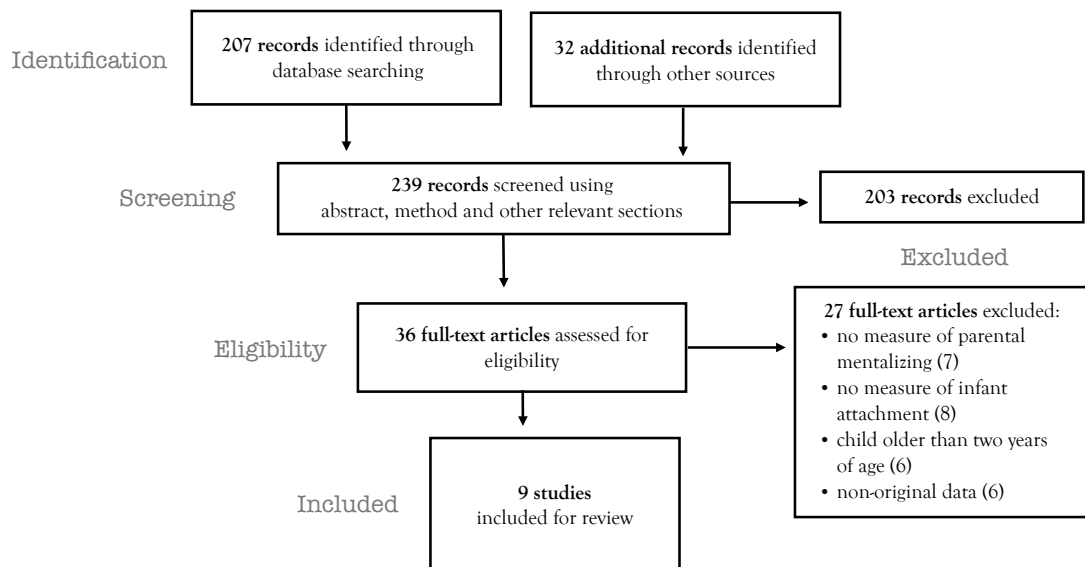 Identification
207 records identified through
database searching
32 additional records identified
through other sources
Screening
239 records screened using
abstract, method and other relevant sections
203 records excluded
Excluded
Eligibility
36 full-text articles assessed for
eligibility
27 full-text articles excluded:
• no measure of parental
mentalizing (7)
• no measure of infant
attachment (8)
• child older than two years
of age (6)
• non-original data (6)
Included
9 studies
included for review